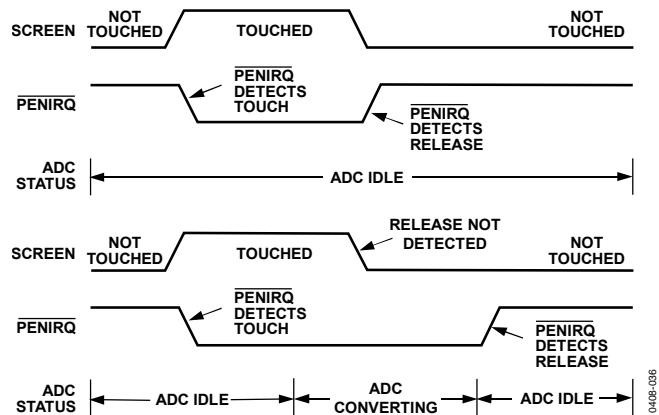 SCREEN
NOT
TOUCHED
TOUCHED
NOT
TOUCHED
PENIRQ
PENIRQ
DETECTS
TOUCH
PENIRQ
DETECTS
RELEASE
ADC
STATUS
ADC IDLE
SCREEN
NOT
TOUCHED
TOUCHED
RELEASE NOT
DETECTED
NOT
TOUCHED
PENIRQ
PENIRQ
DETECTS
TOUCH
PENIRQ
DETECTS
RELEASE
ADC
STATUS
ADC IDLE
ADC
CONVERTING
ADC IDLE
0408-036